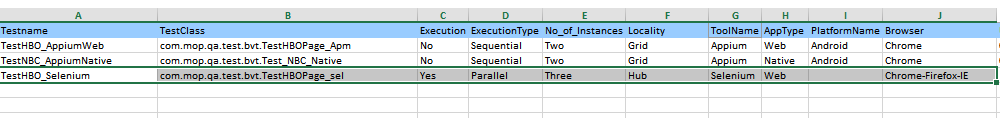 A B C D E F G H I J
Testname TestClass Execution ExecutionType No_of_Instances Locality ToolName AppType PlatformName Browser
TestHBO_AppiumWeb com.mop.qa.test.bvt.TestHBOPage_Apm No Sequential Two Grid Appium Web Android Chrome
TestNBC_AppiumNative com.mop.qa.test.bvt.Test_NBC_Native No Sequential Two Grid Appium Native Android Chrome
TestHBO_Selenium com.mop.qa.test.bvt.TestHBOPage_sel Yes Parallel Three Hub Selenium Web Chrome-Firefox-IE